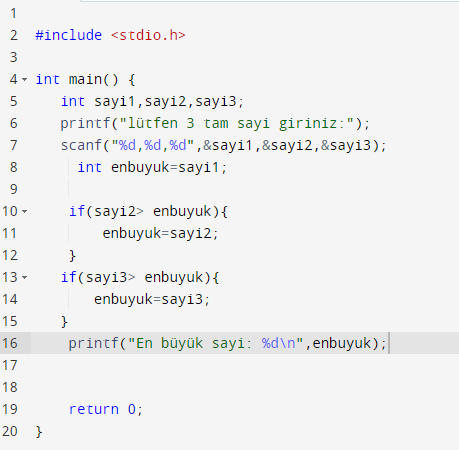 1
2 #include <stdio.h>
3
4 int main() {
5 int sayi1,sayi2,sayi3;
6 printf("lütfen 3 tam sayi giriniz:");
7 scanf("%d,%d,%d",&sayi1,&sayi2,&sayi3);
8 int enbuyuk=sayi1;
9
10 if(sayi2> enbuyuk){
11 enbuyuk=sayi2;
12 }
13 if(sayi3> enbuyuk){
14 enbuyuk=sayi3;
15 }
16 printf("En büyük sayi: %d\n",enbuyuk);
17
18
19 return 0;
20 }